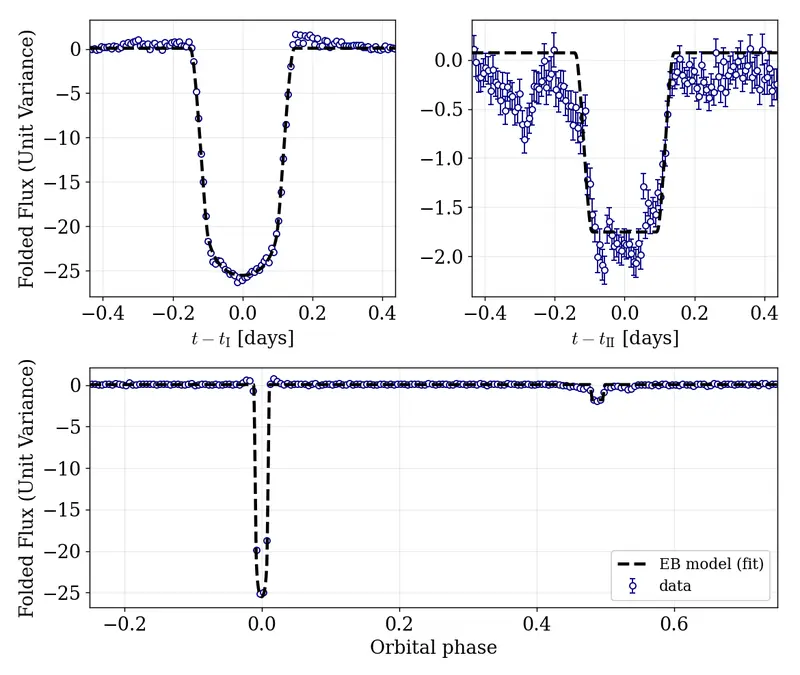 Folded Flux (Unit Variance)
0
−5
−10
−15
−20
−25
−0.4 −0.2 0.0 0.2 0.4
t − tI [days]
0.0
−0.5
−1.0
−1.5
−2.0
−0.4 −0.2 0.0 0.2 0.4
t − tII [days]
Folded Flux (Unit Variance)
0
−5
−10
−15
−20
−25
EB model (fit)
data
−0.2 0.0 0.2 0.4 0.6
Orbital phase